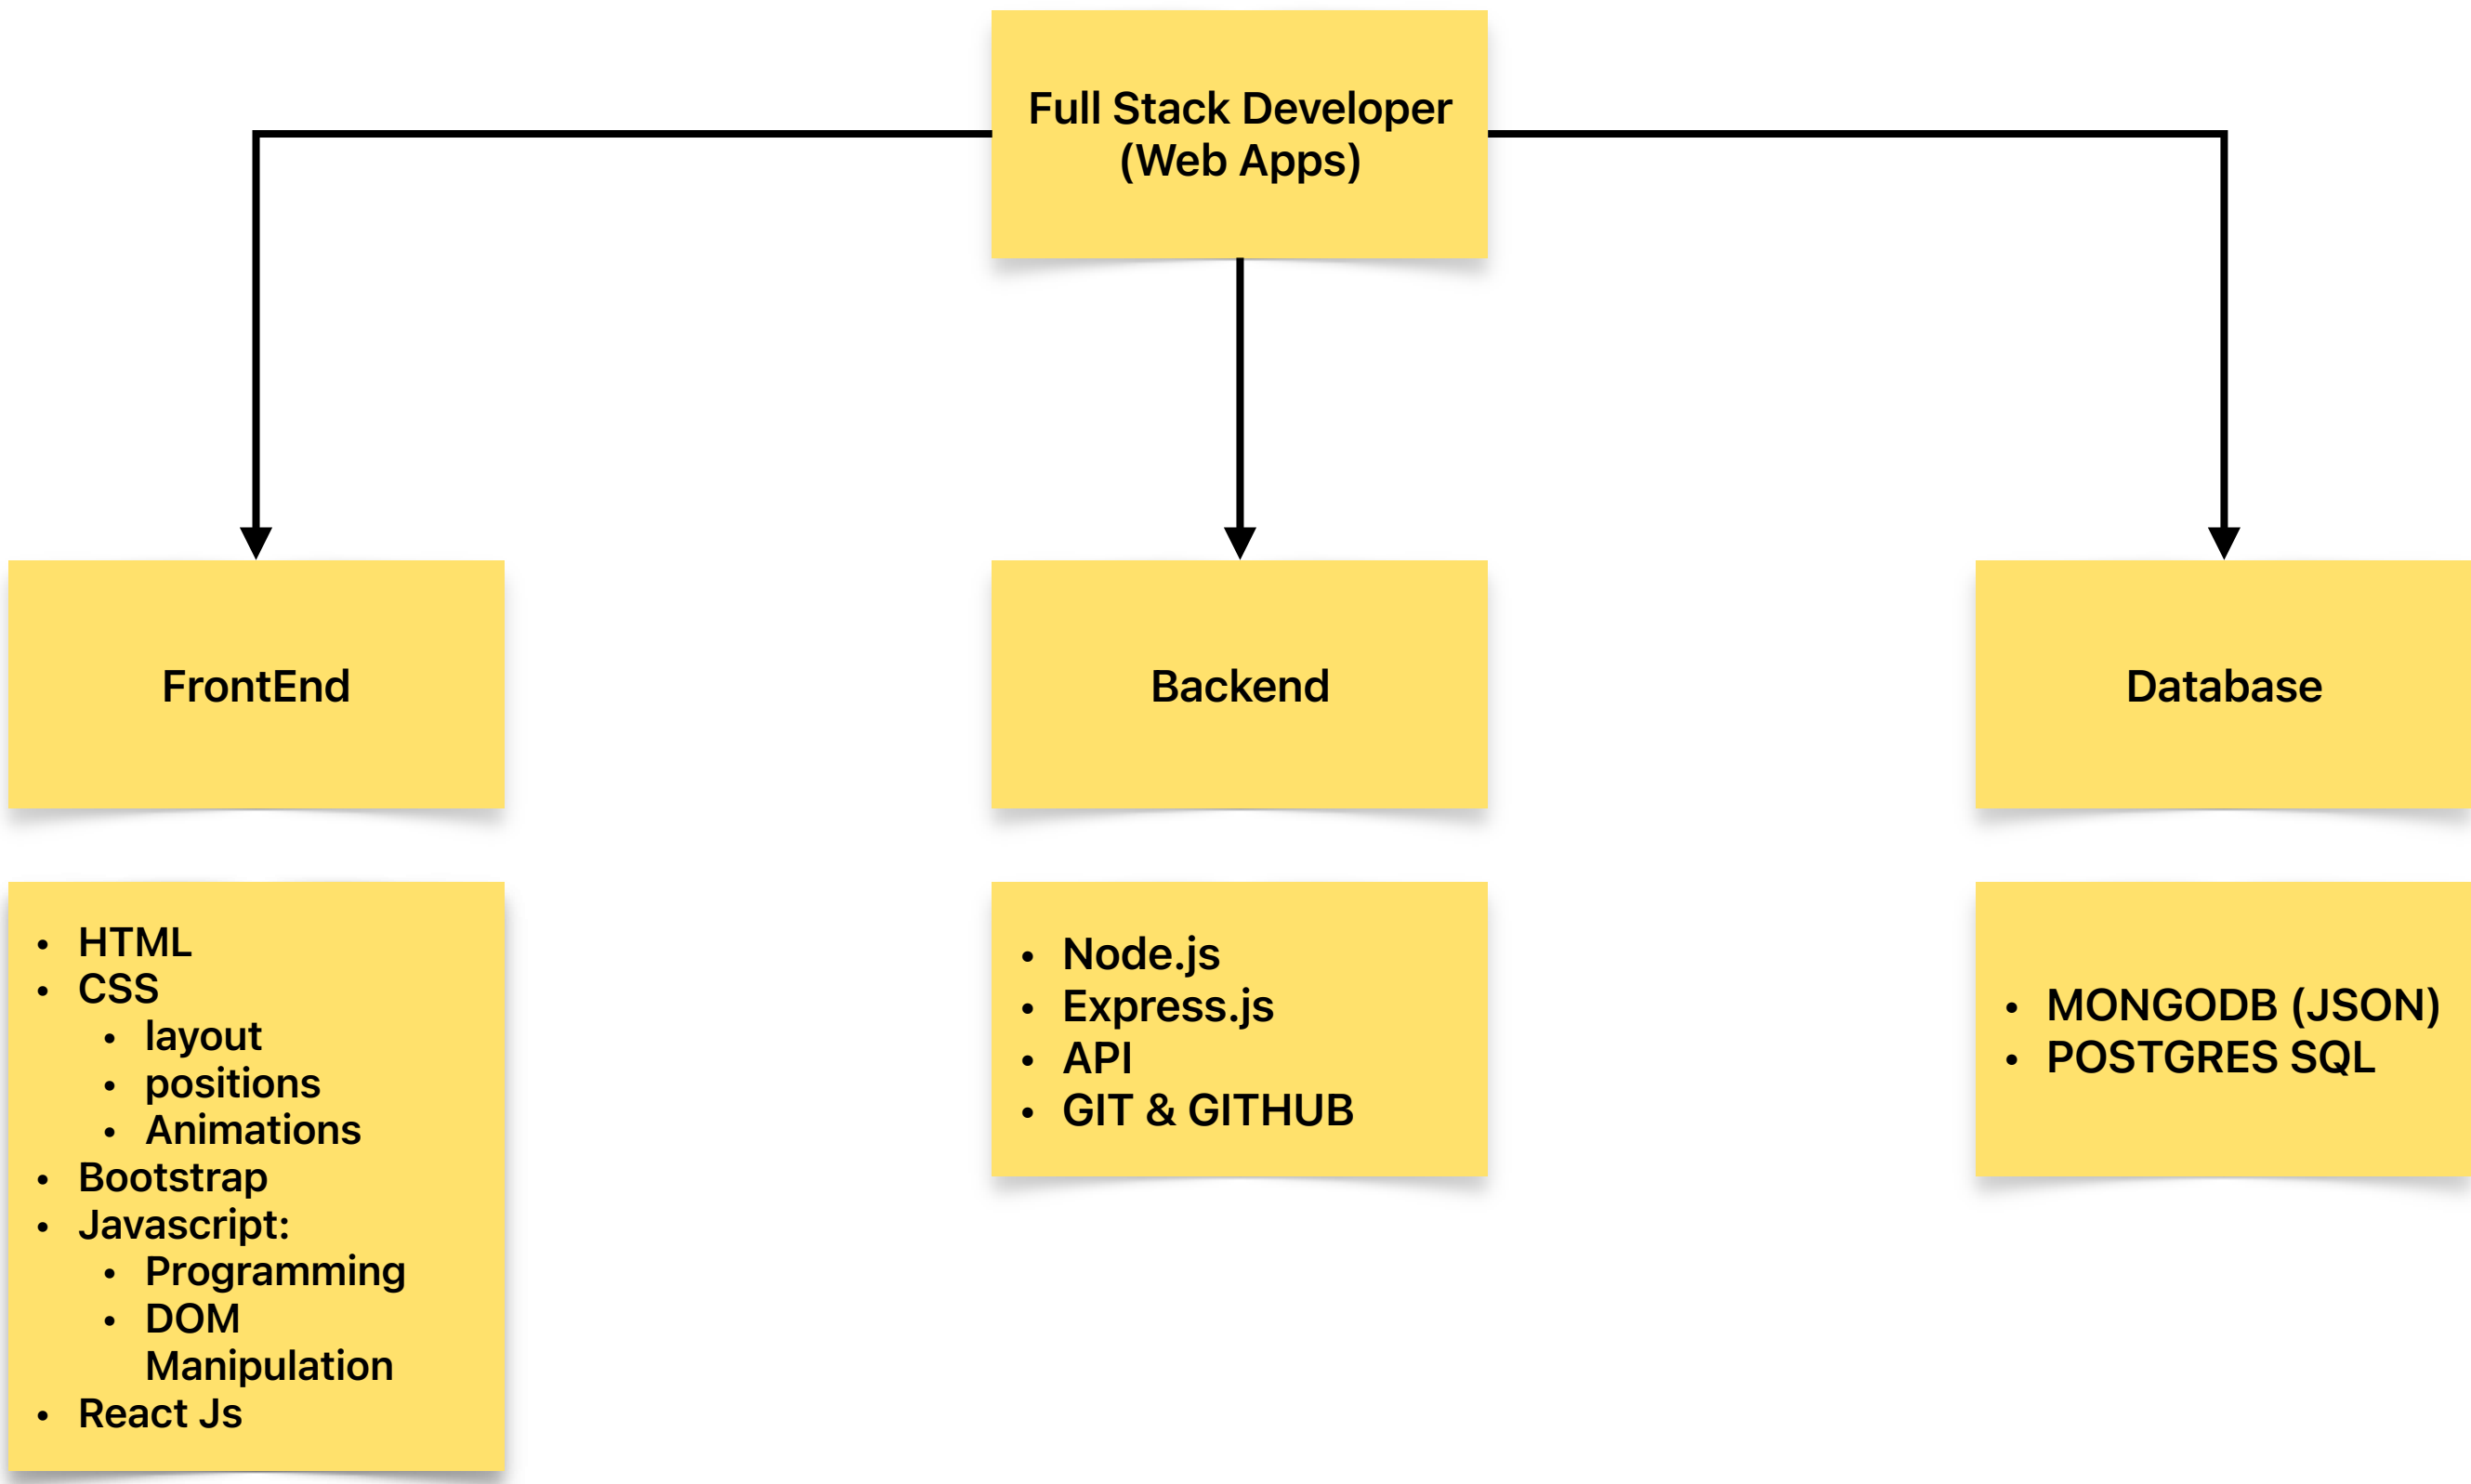 Full Stack Developer
(Web Apps)
FrontEnd
Backend
Database
• HTML
• CSS
• layout
• positions
• Animations
• Bootstrap
• Javascript:
• Programming
• DOM
Manipulation
• React Js
• Node.js
• Express.js
• API
• GIT & GITHUB
• MONGODB (JSON)
• POSTGRES SQL